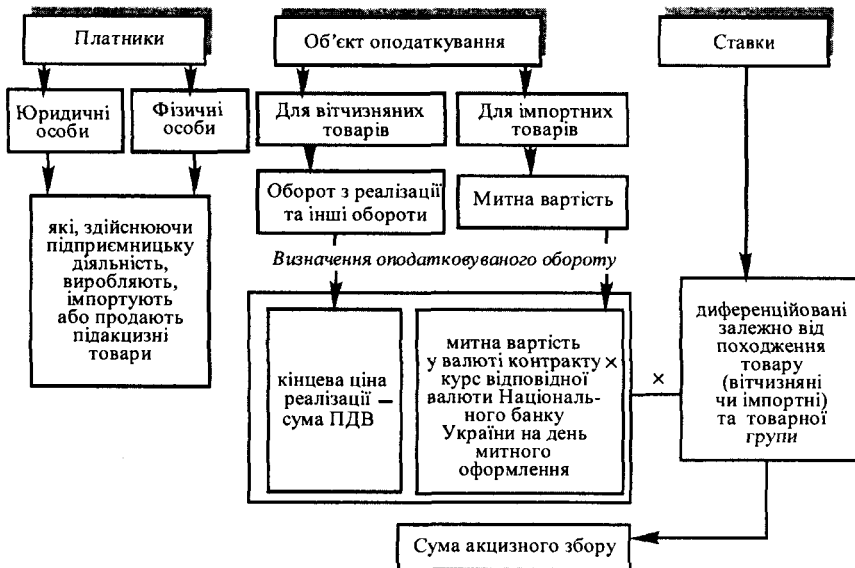 Платники
Об’єкт оподаткування
Ставки
Юридичні
особи
Фізичні
особи
Для вітчизняних
товарів
Для імпортних
товарів
які, здійснюючи
підприємницьку
діяльність,
виробляють,
імпортують
або продають
підакцизні
товари
Оборот з реалізації
та інші обороти
Митна вартість
Визначення оподатковуваного обороту
кінцева ціна
реалізації –
сума ПДВ
митна вартість
у валюті контракту ×
курс відповідної
валюти Національ-
ного банку
України на день
митного
оформлення
×
диференційовані
залежно від
походження
товару
(вітчизняні
чи імпортні)
та товарної
групи
Сума акцизного збору